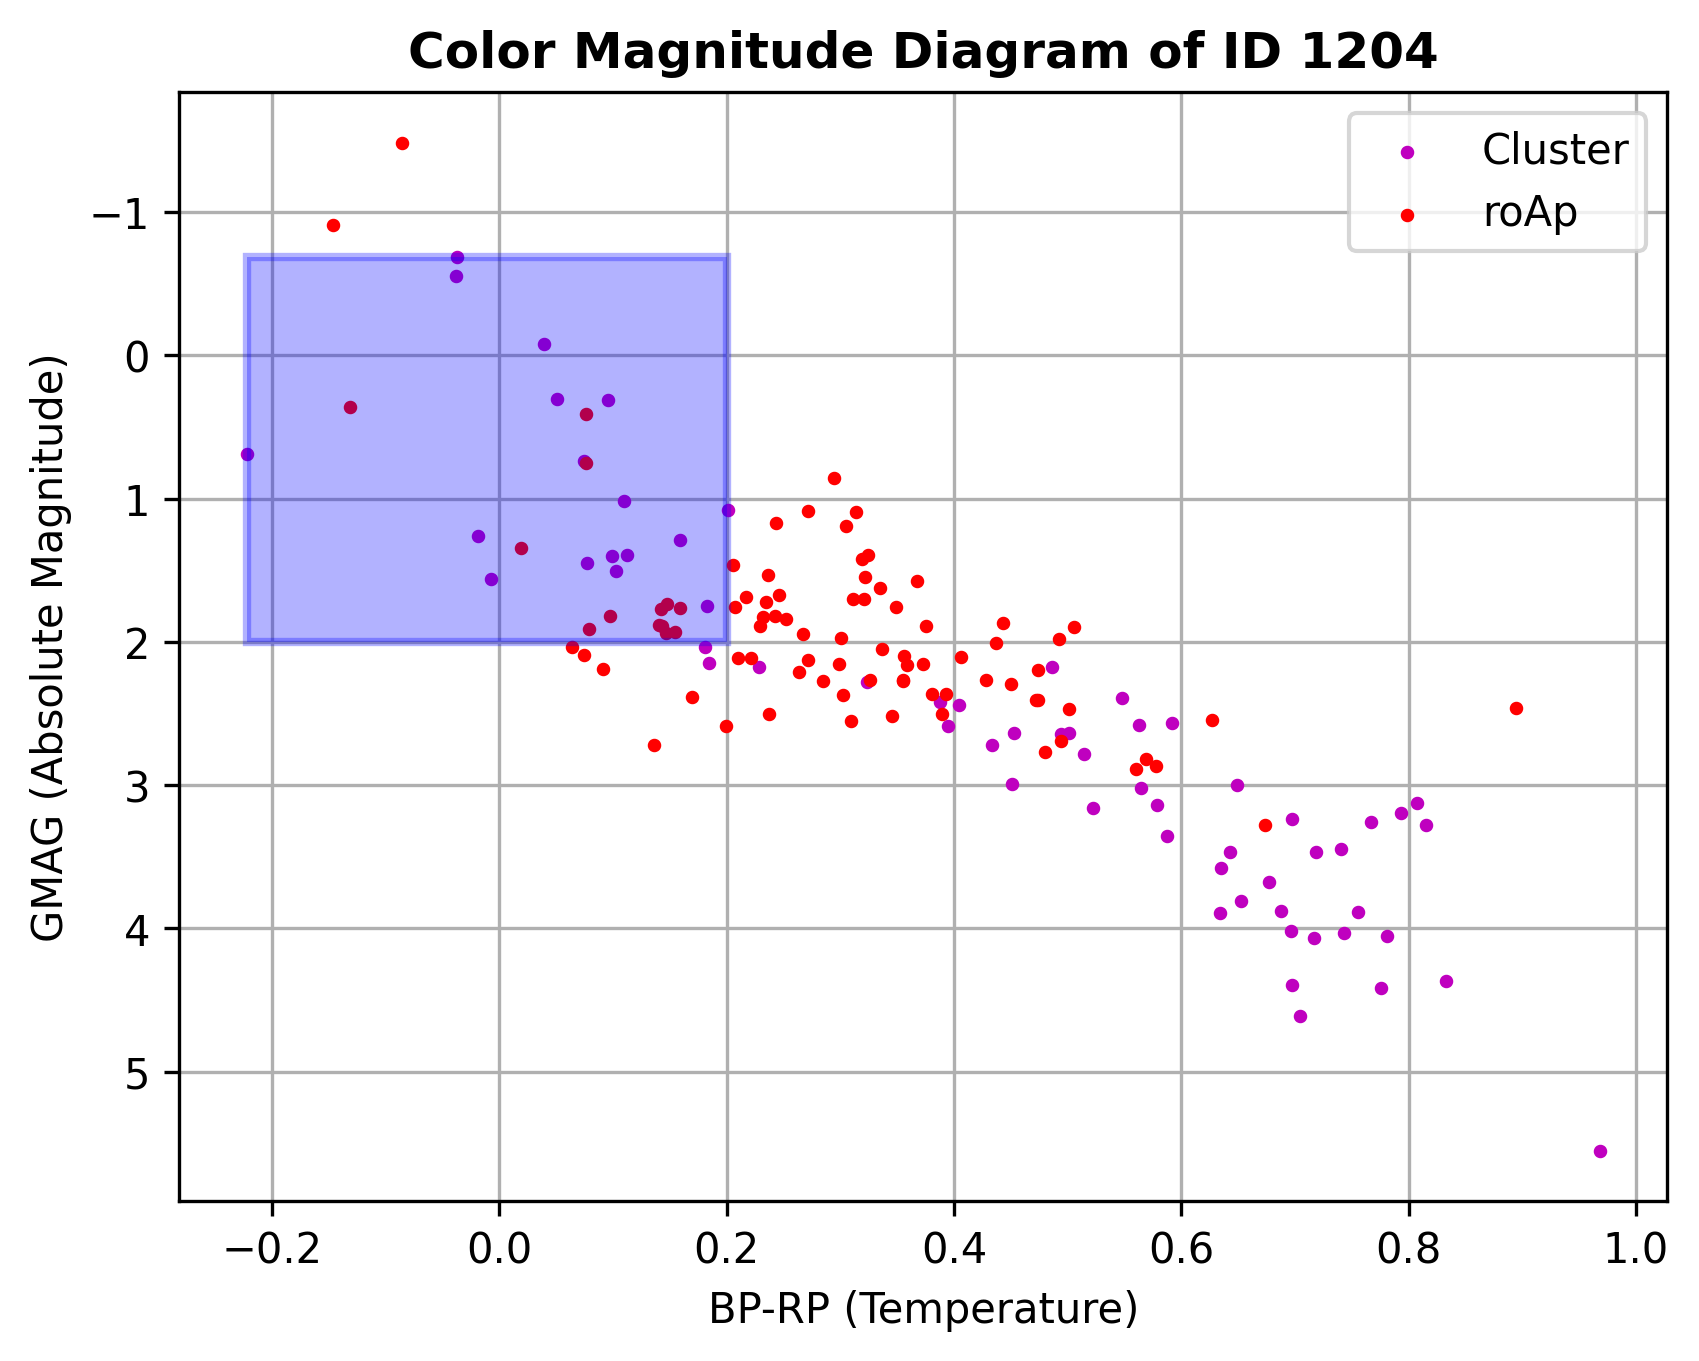 Color Magnitude Diagram of ID 1204
Cluster
roAp
GMAG (Absolute Magnitude)
−1
0
1
2
3
4
5
−0.2 0.0 0.2 0.4 0.6 0.8 1.0
BP-RP (Temperature)